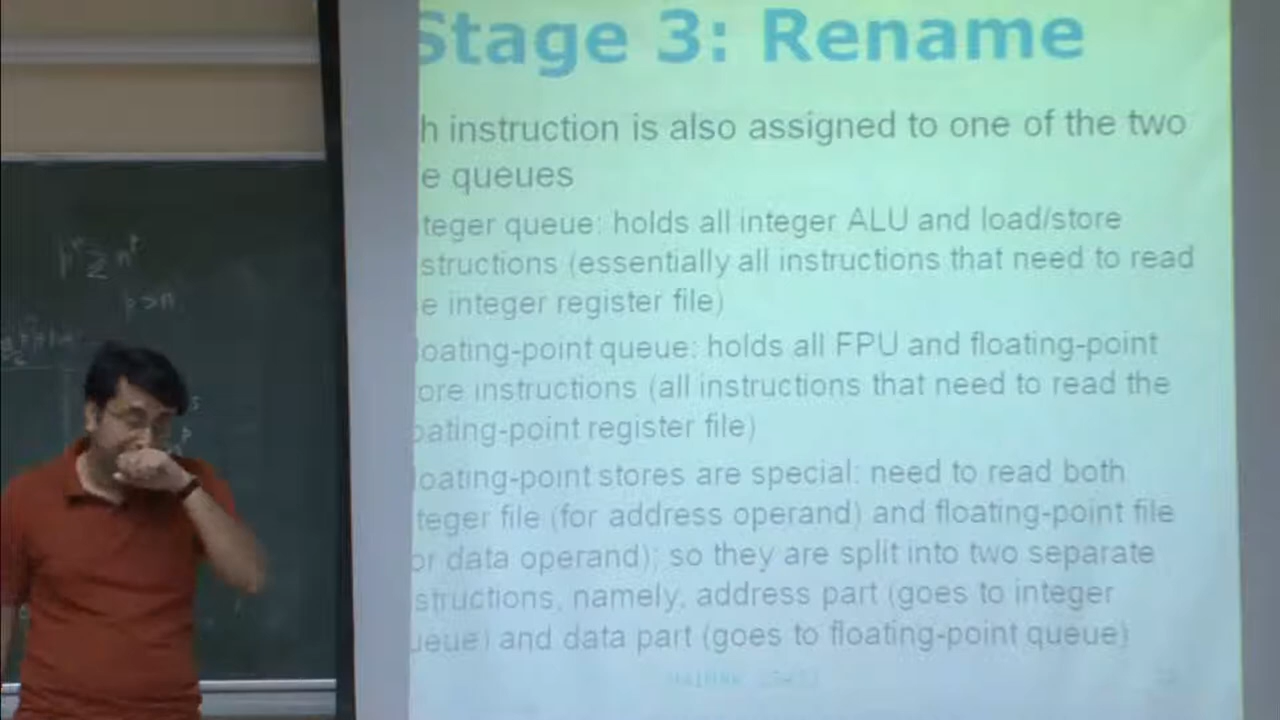 Stage 3: Rename
h instruction is also assigned to one of the two
e queues
teger queue: holds all integer ALU and load/store
structions (essentially all instructions that need to read
e integer register file)
loating-point queue: holds all FPU and floating-point
ore instructions (all instructions that need to read the
oating-point register file)
loating-point stores are special: need to read both
teger file (for address operand) and floating-point file
or data operand); so they are split into two separate
structions, namely, address part (goes to integer
ueue) and data part (goes to floating-point queue)
p > n